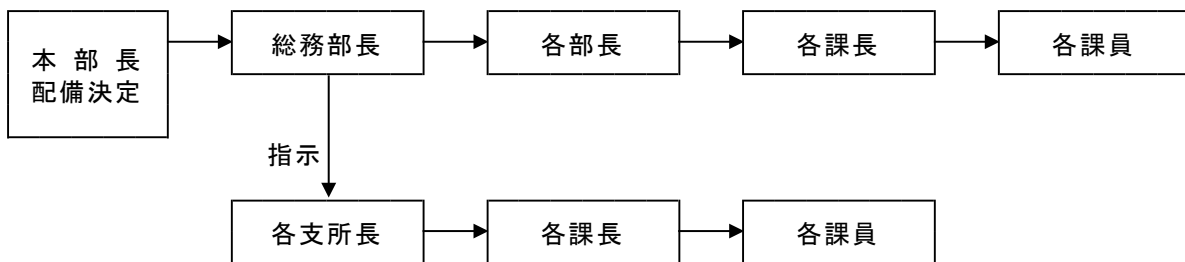 本部長
配備決定
総務部長
各部長
各課長
各課員
指示
各支所長
各課長
各課員